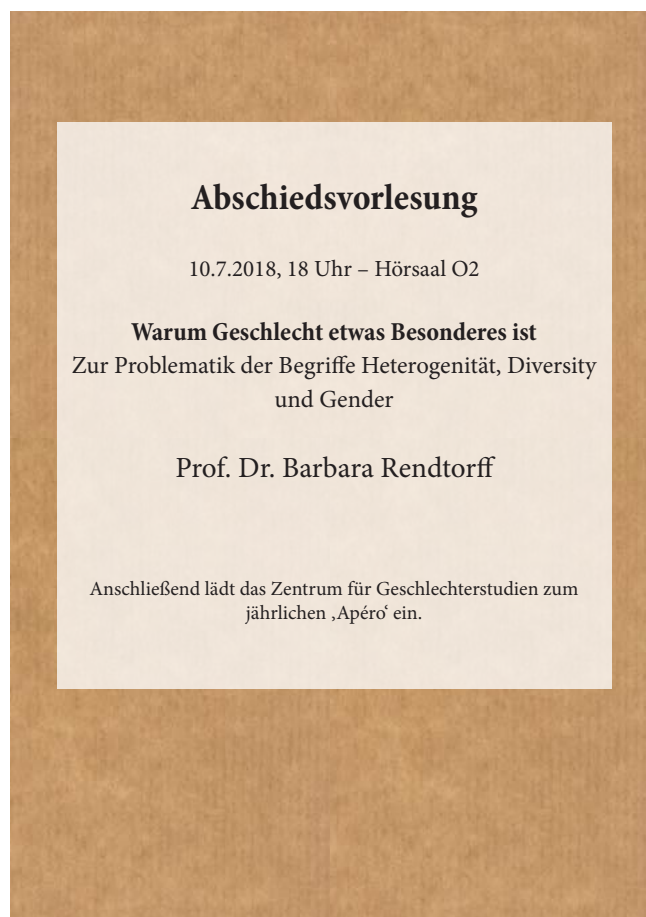 Abschiedsvorlesung
10.7.2018, 18 Uhr – Hörsaal O2
Warum Geschlecht etwas Besonderes ist
Zur Problematik der Begriffe Heterogenität, Diversity
und Gender
Prof. Dr. Barbara Rendtorff
Anschließend lädt das Zentrum für Geschlechterstudien zum
jährlichen ‚Apéro‘ ein.